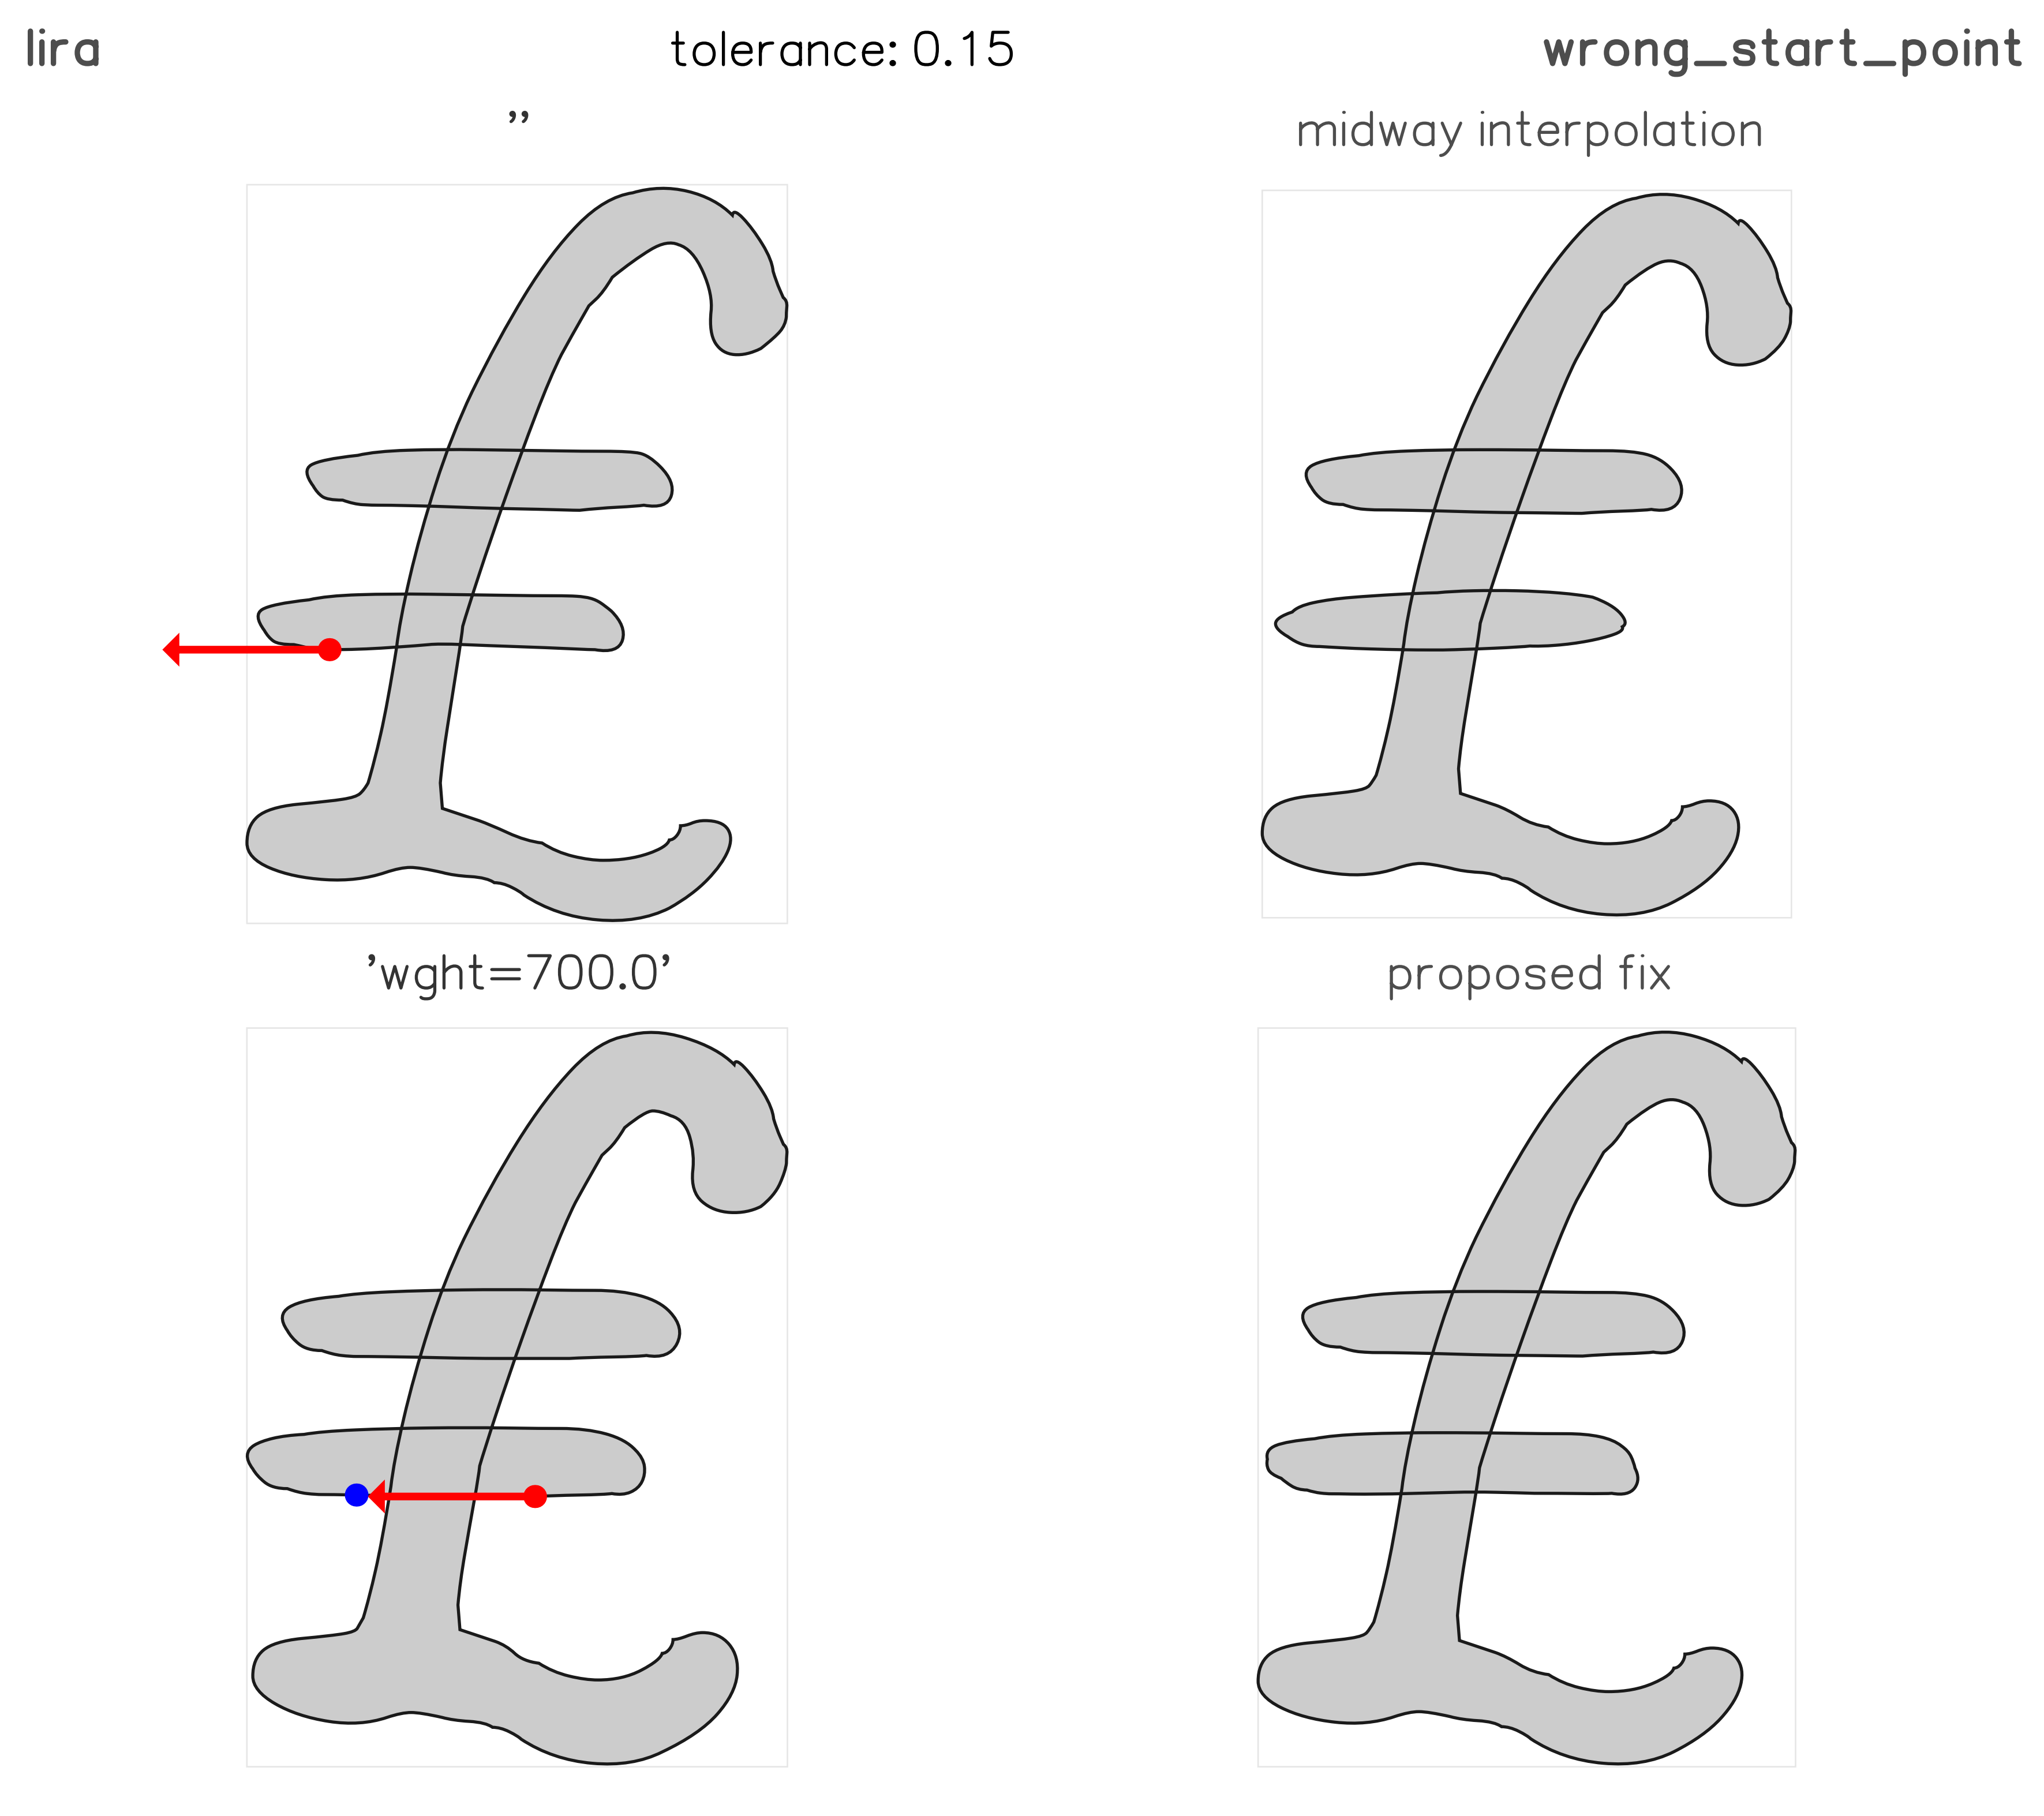 lira
tolerance: 0.15
wrong_start_point
''
midway interpolation
'wght=700.0'
proposed fix